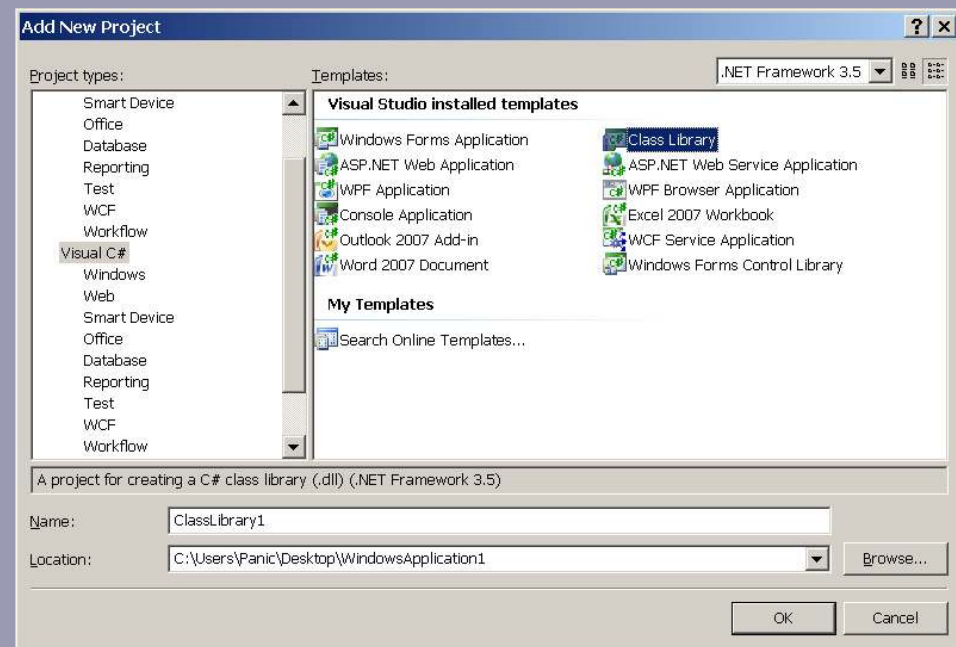 Add New Project
Project types:
Templates:
.NET Framework 3.5
Smart Device
Office
Database
Reporting
Test
WCF
Workflow
Visual C#
Windows
Web
Smart Device
Office
Database
Reporting
Test
WCF
Workflow
Visual Studio installed templates
Windows Forms Application
Class Library
ASP.NET Web Application
ASP.NET Web Service Application
WPF Application
WPF Browser Application
Console Application
Excel 2007 Workbook
Outlook 2007 Add-in
WCF Service Application
Word 2007 Document
Windows Forms Control Library
My Templates
Search Online Templates...
A project for creating a C# class library (.dll) (.NET Framework 3.5)
Name:
ClassLibrary1
Location:
C:\Users\Panic\Desktop\WindowsApplication1
Browse...
OK
Cancel